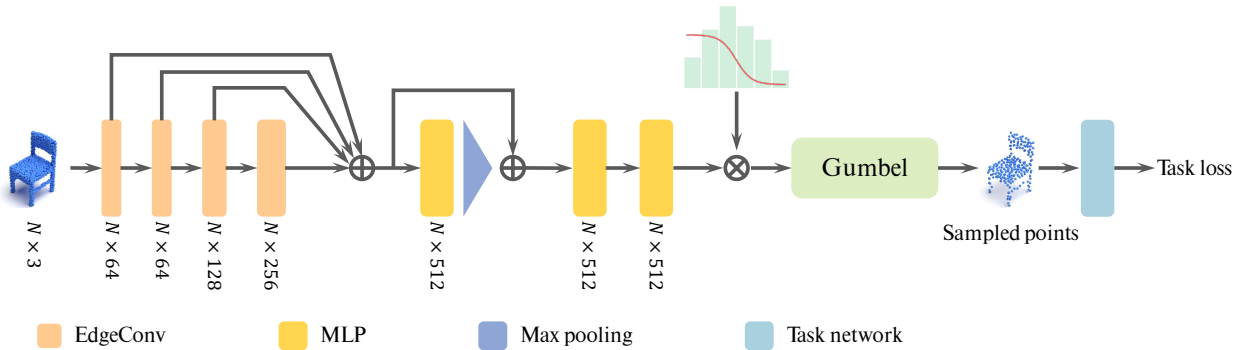 Gumbel
Task loss
Sampled points
N × 3
N × 64
N × 64
N × 128
N × 256
N × 512
N × 512
N × 512
EdgeConv
MLP
Max pooling
Task network